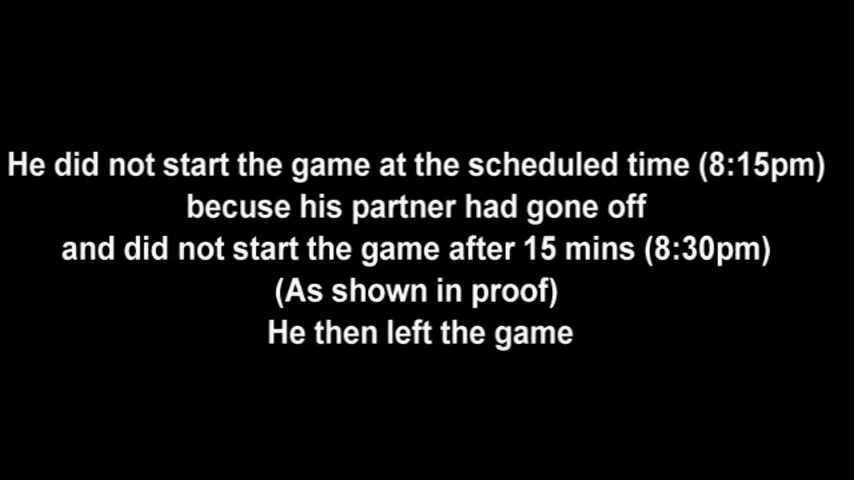 He did not start the game at the scheduled time (8:15pm)
becuse his partner had gone off
and did not start the game after 15 mins (8:30pm)
(As shown in proof)
He then left the game